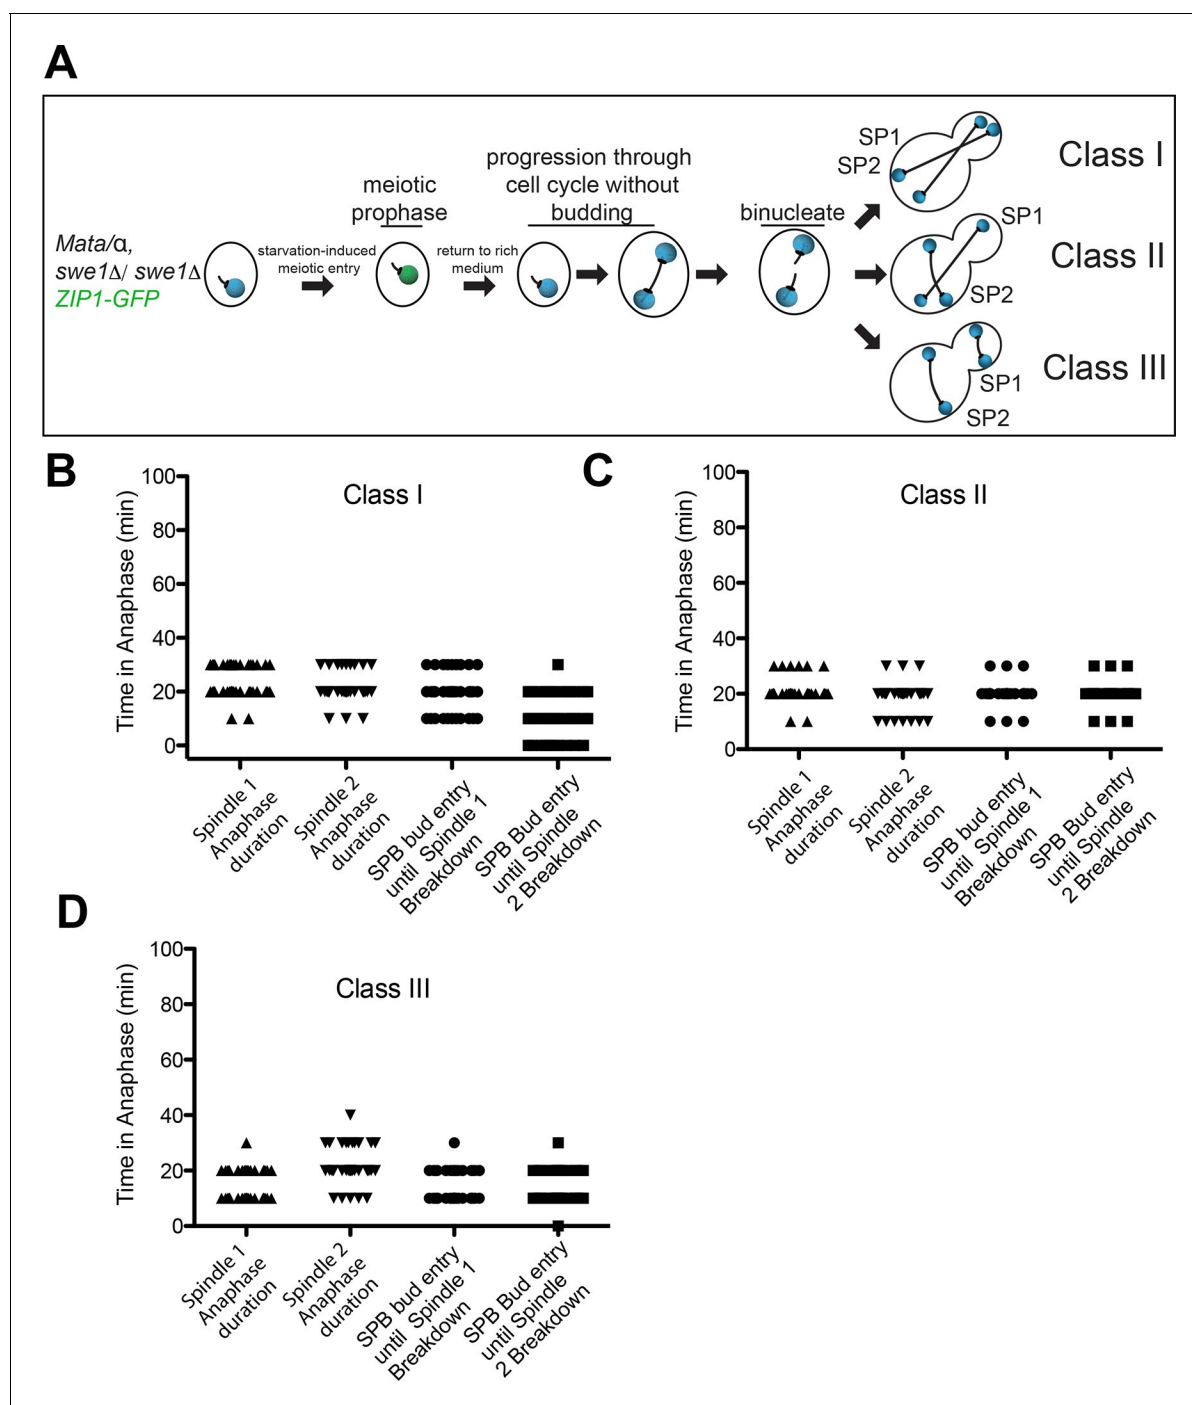 A
Mata/α,
swe1Δ/ swe1Δ
ZIP1-GFP
starvation-induced
meiotic entry
meiotic
prophase
return to rich
medium
progression through
cell cycle without
budding
binucleate
SP1
SP2
Class I
SP1
SP2
Class II
SP1
SP2
Class III
B
Class I
Time in Anaphase (min)
100
80
60
40
20
0
Spindle 1
Anaphase
duration
Spindle 2
Anaphase
duration
SPB bud entry
until Spindle 1
Breakdown
SPB Bud entry
until Spindle
2 Breakdown
C
Class II
Time in Anaphase (min)
100
80
60
40
20
0
Spindle 1
Anaphase
duration
Spindle 2
Anaphase
duration
SPB bud entry
until Spindle 1
Breakdown
SPB Bud entry
until Spindle
2 Breakdown
D
Class III
Time in Anaphase (min)
100
80
60
40
20
0
Spindle 1
Anaphase
duration
Spindle 2
Anaphase
duration
SPB bud entry
until Spindle 1
Breakdown
SPB Bud entry
until Spindle
2 Breakdown